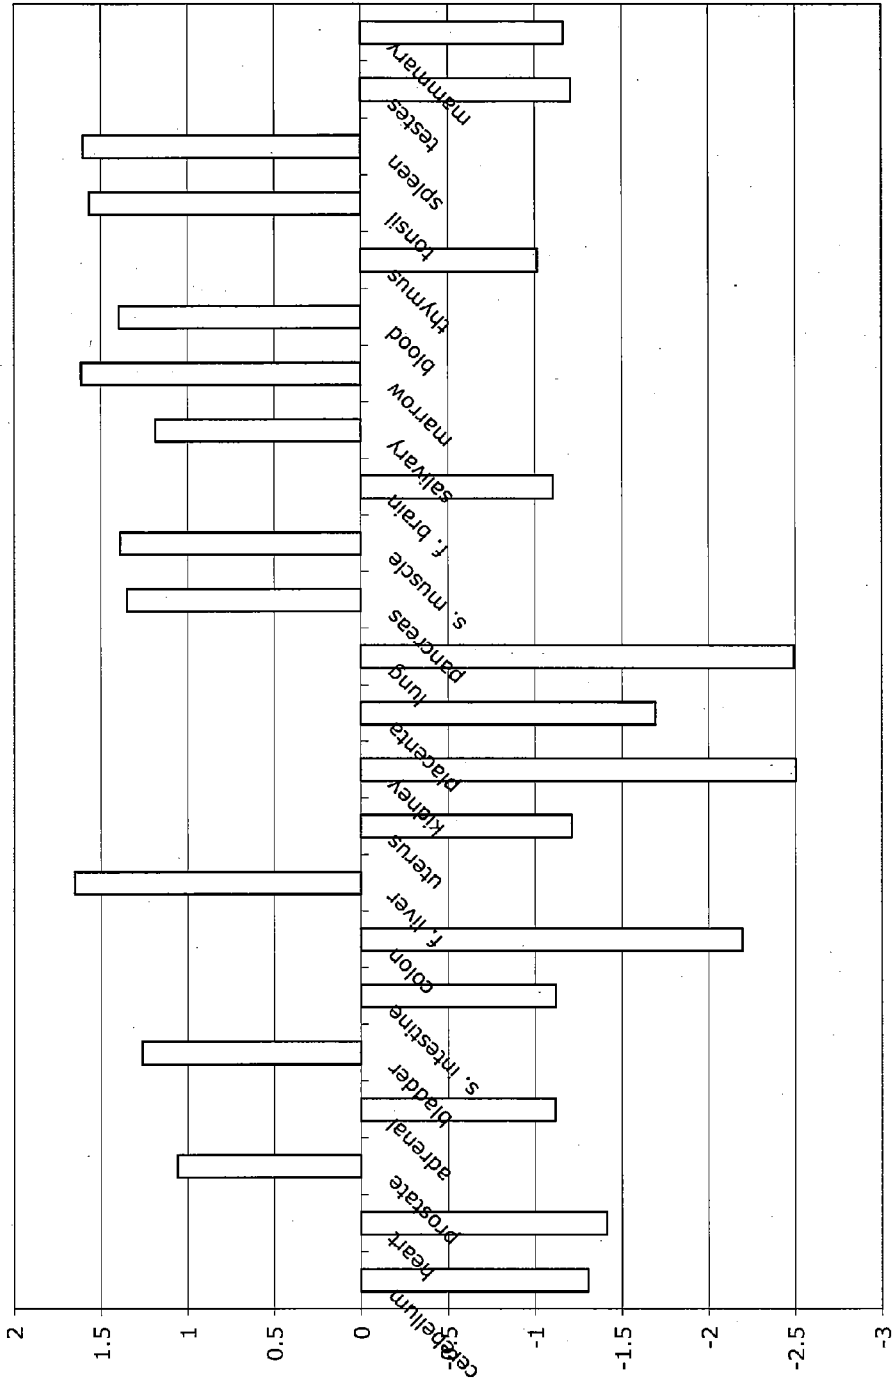 2
1.5
1
0.5
0
-0.5
-1
-1.5
-2
-2.5
-3
cerebellum
heart
prostate
adrenal
bladder
s. intestine
colon
f. liver
uterus
kidney
placenta
lung
pancreas
s. muscle
f. brain
salivary
marrow
blood
thymus
tonsil
spleen
testes
mammary